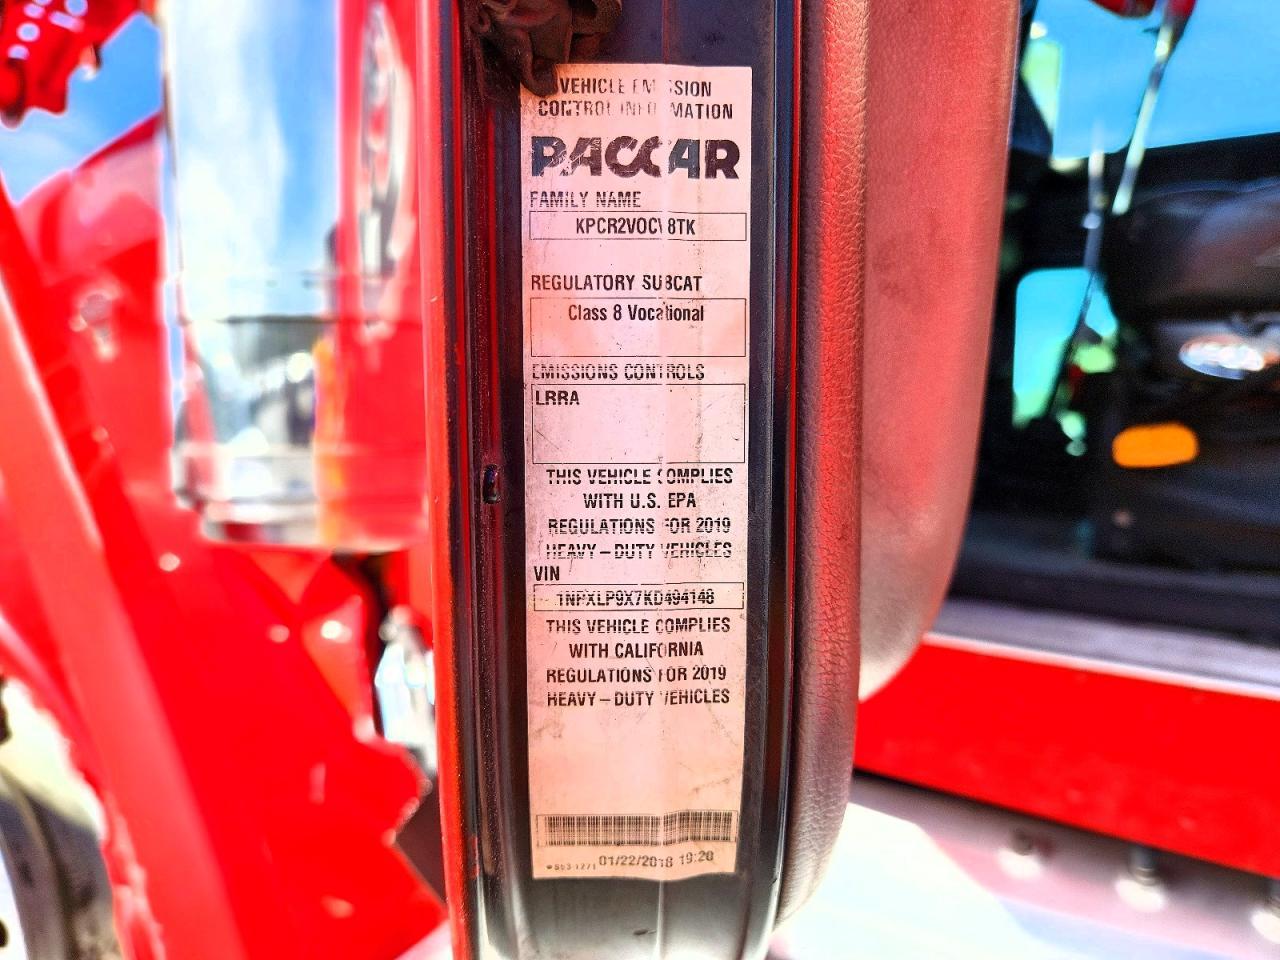 VEHICLE EMISSION
CONTROL INFORMATION
PACCAR
FAMILY NAME
KPCR2VOCV8TK
REGULATORY SUBCAT
Class 8 Vocational
EMISSIONS CONTROLS
LRRA
THIS VEHICLE COMPLIES
WITH U.S. EPA
REGULATIONS FOR 2019
HEAVY-DUTY VEHICLES
VIN
1NPXLP9X7KD494148
THIS VEHICLE COMPLIES
WITH CALIFORNIA
REGULATIONS FOR 2019
HEAVY-DUTY VEHICLES
01/22/2018 19:20